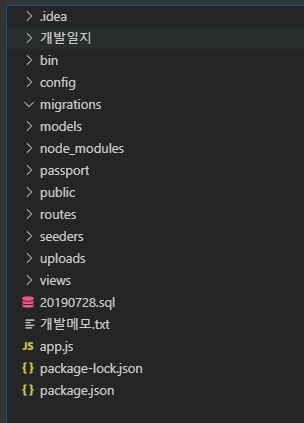 .idea
개발일지
bin
config
migrations
models
node_modules
passport
public
routes
seeders
uploads
views
20190728.sql
개발메모.txt
JS app.js
{} package-lock.json
{} package.json